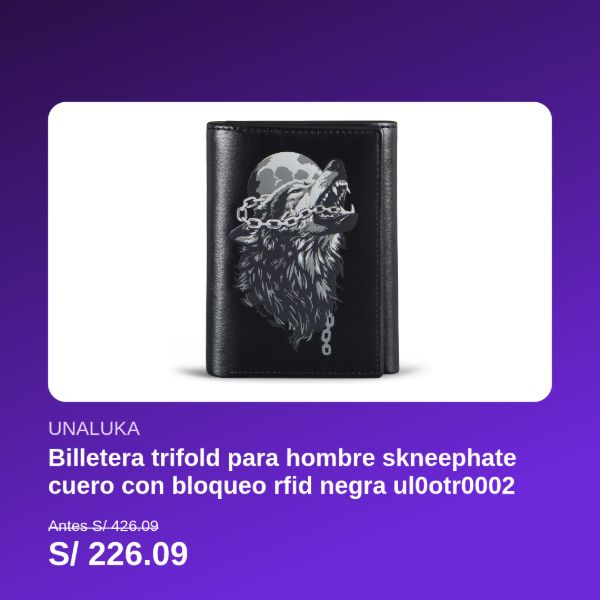 UNALUKA
Billetera trifold para hombre skneephate
cuero con bloqueo rfid negra ul0otr0002
Antes S/ 426.09
S/ 226.09